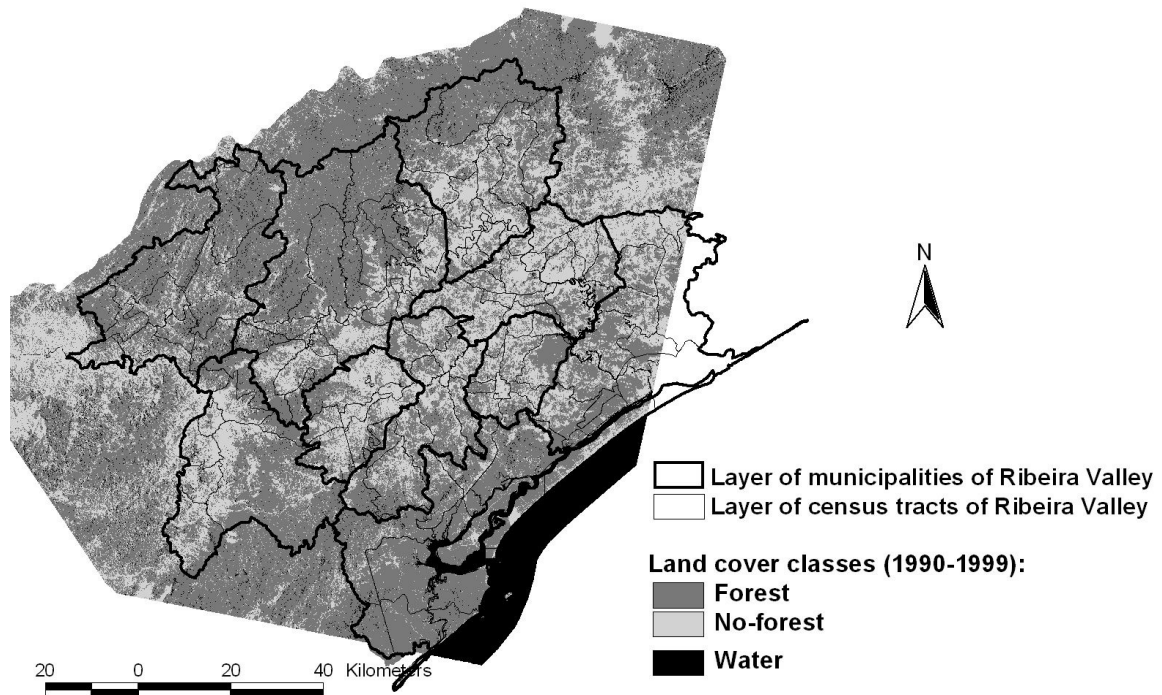 N
Layer of municipalities of Ribeira Valley
Layer of census tracts of Ribeira Valley
Land cover classes (1990-1999):
Forest
No-forest
Water
20 0 20 40 Kilometers